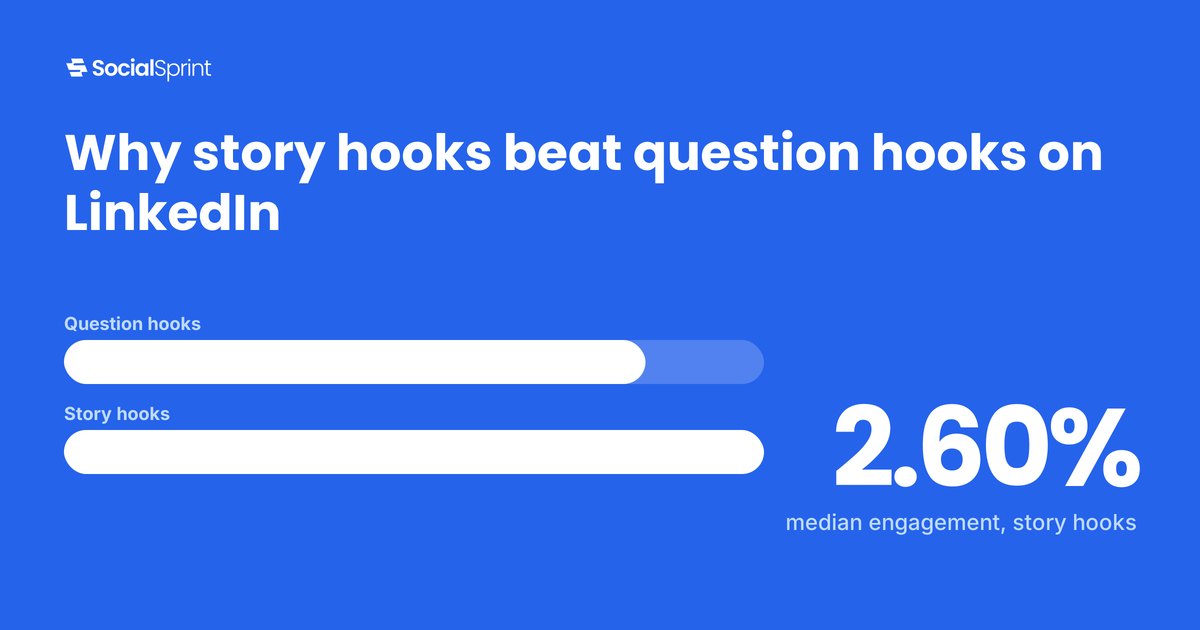 SocialSprint
Why story hooks beat question hooks on
LinkedIn
Question hooks
Story hooks
2.60%
median engagement, story hooks